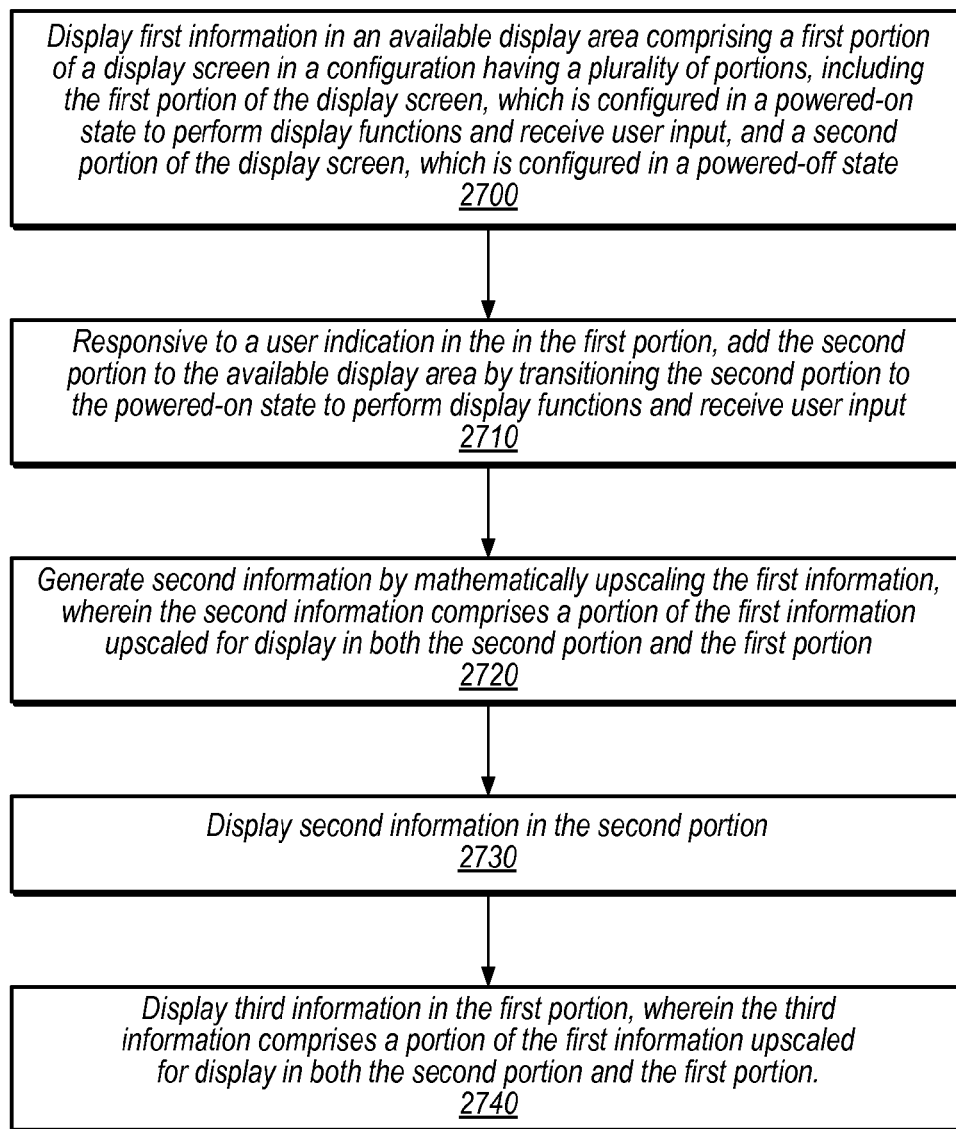 Display first information in an available display area comprising a first portion
of a display screen in a configuration having a plurality of portions, including
the first portion of the display screen, which is configured in a powered-on
state to perform display functions and receive user input, and a second
portion of the display screen, which is configured in a powered-off state
2700
Responsive to a user indication in the in the first portion, add the second
portion to the available display area by transitioning the second portion to
the powered-on state to perform display functions and receive user input
2710
Generate second information by mathematically upscaling the first information,
wherein the second information comprises a portion of the first information
upscaled for display in both the second portion and the first portion
2720
Display second information in the second portion
2730
Display third information in the first portion, wherein the third
information comprises a portion of the first information upscaled
for display in both the second portion and the first portion.
2740